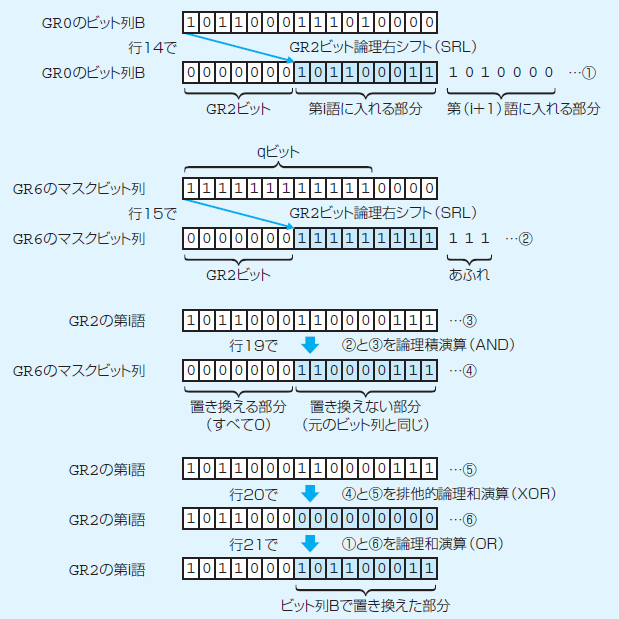 GR0のビット列B 1 0 1 1 0 0 0 1 1 1 0 1 0 0 0 0
行14で GR2ビット論理右シフト(SRL)
GR0のビット列B 0 0 0 0 0 0 0 1 0 1 1 0 0 0 1 1 1 0 1 0 0 0 0 …①
GR2ビット 第i語に入れる部分 第(i+1)語に入れる部分
qビット
GR6のマスクビット列 1 1 1 1 1 1 1 1 1 1 1 1 0 0 0 0
行15で GR2ビット論理右シフト(SRL)
GR6のマスクビット列 0 0 0 0 0 0 0 1 1 1 1 1 1 1 1 1 1 1 1 …②
GR2ビット あふれ
GR2の第i語 1 0 1 1 0 0 0 1 1 0 0 0 0 1 1 1 …③
行19で ②と③を論理積演算(AND)
GR6のマスクビット列 0 0 0 0 0 0 0 1 1 0 0 0 0 1 1 1 …④
置き換える部分 置き換えない部分
(すべて0) (元のビット列と同じ)
GR2の第i語 1 0 1 1 0 0 0 1 1 0 0 0 0 1 1 1 …⑤
行20で ④と⑤を排他的論理和演算(XOR)
GR2の第i語 1 0 1 1 0 0 0 0 0 0 0 0 0 0 0 0 …⑥
行21で ①と⑥を論理和演算(OR)
GR2の第i語 1 0 1 1 0 0 0 1 0 1 1 0 0 0 1 1
ビット列Bで置き換えた部分